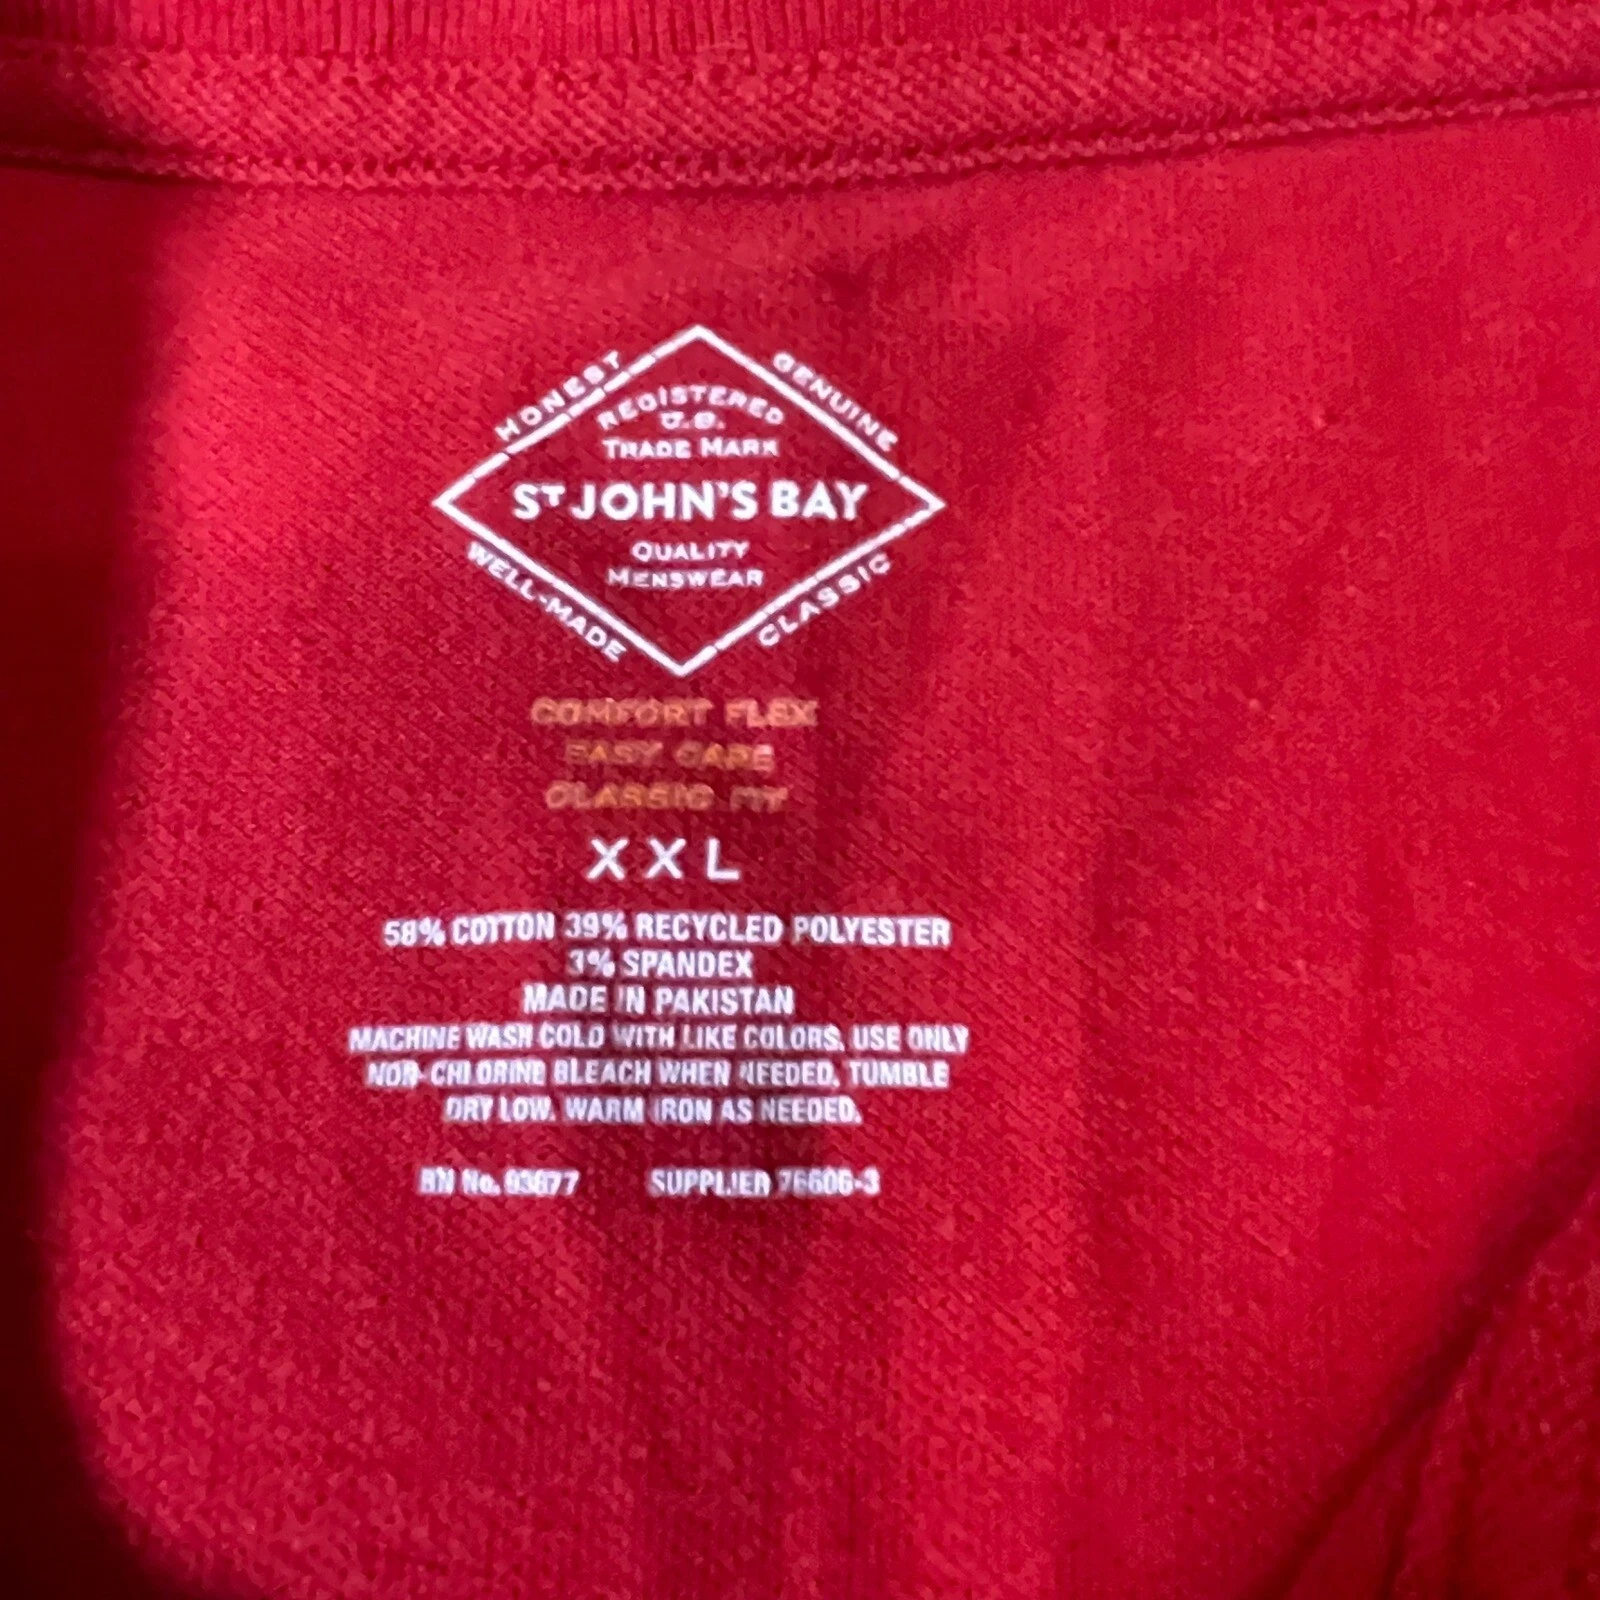 HONEST
GENUINE
REGISTERED
U.S.
TRADE MARK
ST JOHN'S BAY
QUALITY
MENSWEAR
WELL-MADE
CLASSIC
COMFORT FLEX
EASY CARE
CLASSIC FIT
XXL
58% COTTON 39% RECYCLED POLYESTER
3% SPANDEX
MADE IN PAKISTAN
MACHINE WASH COLD WITH LIKE COLORS, USE ONLY
NON-CHLORINE BLEACH WHEN NEEDED, TUMBLE
DRY LOW. WARM IRON AS NEEDED.
RN No. 93677 SUPPLIER 76606-3